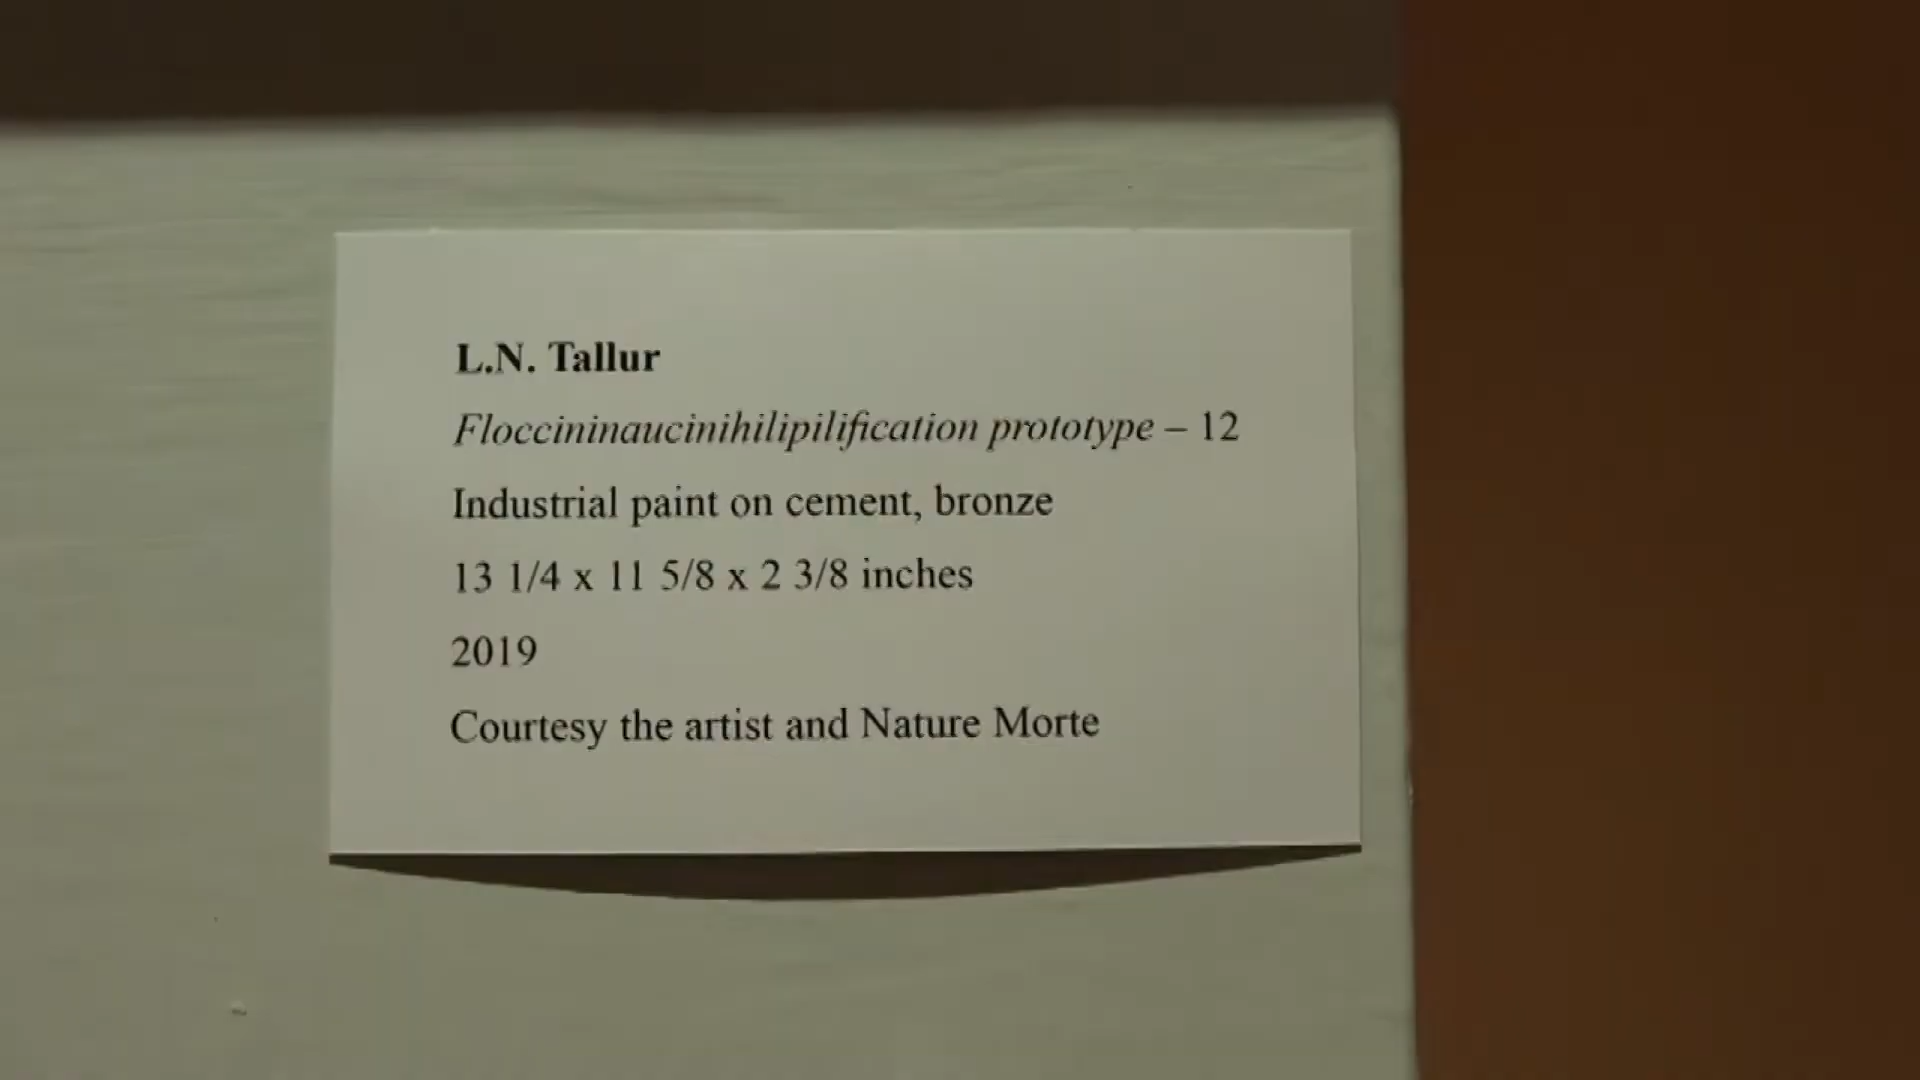 L.N. Tallur
Floccininaucinihilipilification prototype – 12
Industrial paint on cement, bronze
13 1/4 x 11 5/8 x 2 3/8 inches
2019
Courtesy the artist and Nature Morte